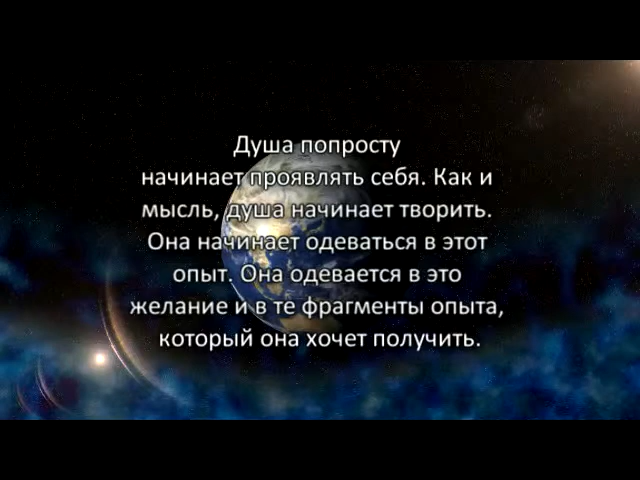 Душа попросту
начинает проявлять себя. Как и
мысль, душа начинает творить.
Она начинает одеваться в этот
опыт. Она одевается в это
желание и в те фрагменты опыта,
который она хочет получить.